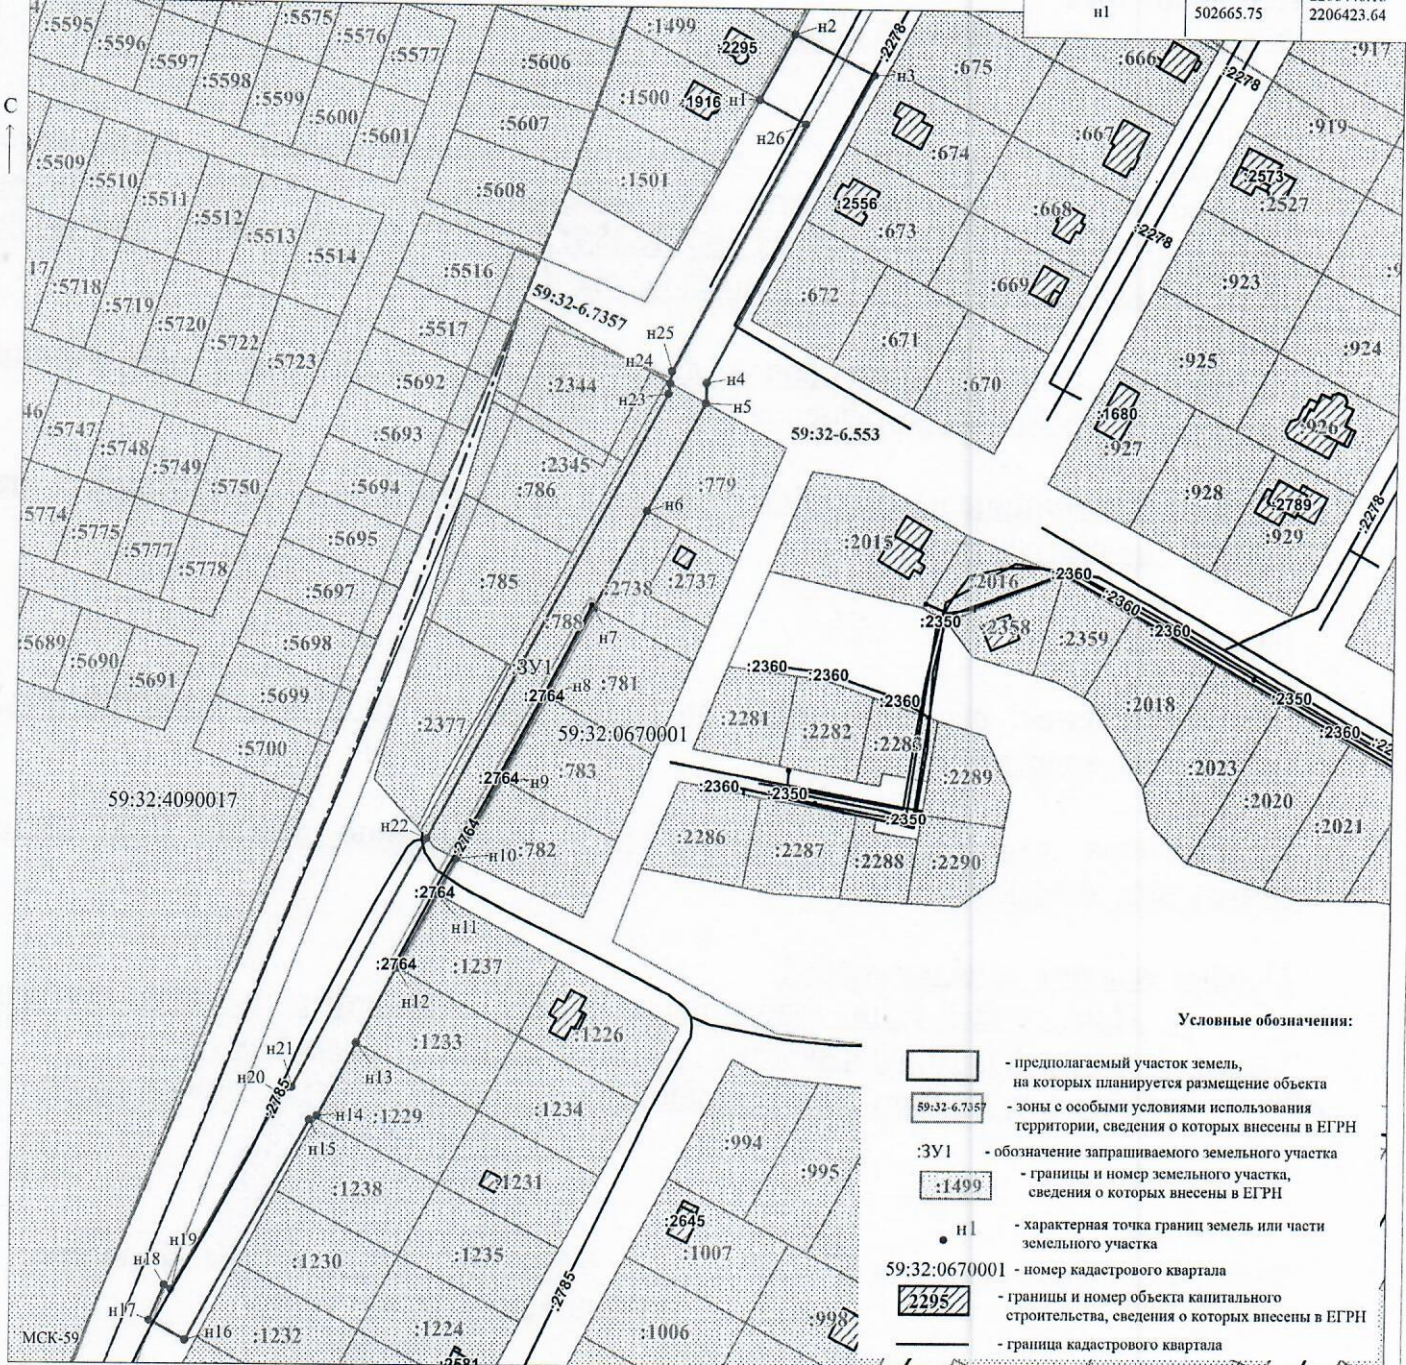 н1 502665.75 2206423.64
С
↑
:5595 :5596 :5597 :5598 :5599 :5600 :5601
:5575 :5576 :5577
:5606 :5607 :5608
:1499 :2295 :1500 :1916 :1501
н2 н3 н1 н26
:2278 :2278 :2278
:675 :674 :2556 :673 :672 :671 :670
:666 :667 :668 :669
:917 :919 :2573 :2527 :923 :924 :925
:1680 :927 :926 :928 :2789 :929
:2278
:5509 :5510 :5511 :5512 :5513 :5514
:5516 :5517
:5718 :5719 :5720 :5722 :5723
:5692 :5693 :5694 :5695 :5697 :5698 :5699 :5700
:5747 :5748 :5749 :5750
:5774 :5775 :5777 :5778
:5689 :5690 :5691
59:32-6.7357
н25 н24 н23 н4 н5
59:32-6.553
:2344 :2345 :786 :785 :788 :2377
:779 н6 :2737 :2738 н7
:ЗУ1
н8 :781 :2764
59:32:0670001
:2764 н9 :783
:2764 н10 :782
59:32:4090017
н22
:2764 н11
:2764 :1237
н12
:2015 :2016 :2360 :2350 :2358 :2359
:2360 :2360 :2350 :2360
:2018 :2023 :2020 :2021
:2360 :2360 :2360
:2281 :2282 :2289
:2360 :2350 :2350
:2286 :2287 :2288 :2290
:1226 :1233 н13 :1234
н21 н20 :2785
н14 :1229 н15
:1238 :1231
:1230 :1235
н19 н18 н17 н16
:1232 :1224 :2581
:2785
:994 :995
:2645 :1007
:1006 :998
МСК-59
Условные обозначения:
- предполагаемый участок земель,
на которых планируется размещение объекта
59:32-6.7357 - зоны с особыми условиями использования
территории, сведения о которых внесены в ЕГРН
:ЗУ1 - обозначение запрашиваемого земельного участка
:1499 - границы и номер земельного участка,
сведения о которых внесены в ЕГРН
н1 - характерная точка границ земель или части
земельного участка
59:32:0670001 - номер кадастрового квартала
2295 - границы и номер объекта капитального
строительства, сведения о которых внесены в ЕГРН
- граница кадастрового квартала